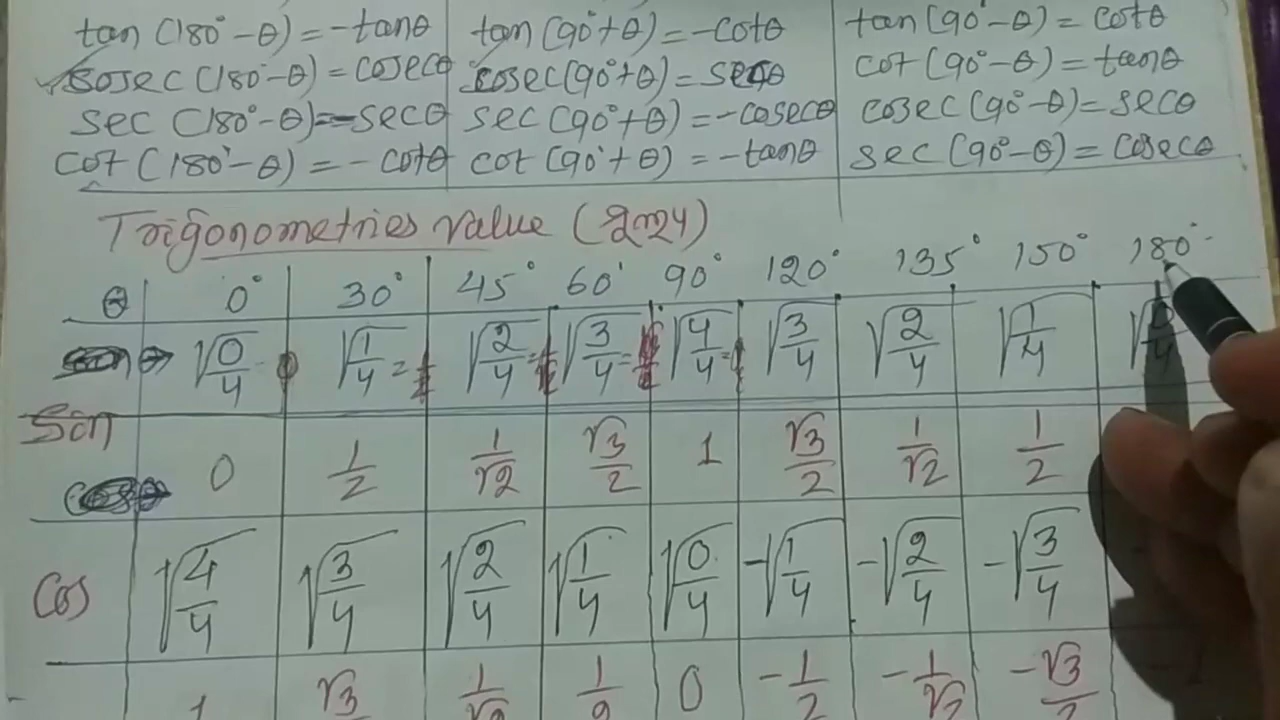 tan (180° - θ) = - tanθ tan (90° + θ) = - cotθ tan (90° - θ) = cotθ
cosec (180° - θ) = cosecθ cosec (90° + θ) = secθ cot (90° - θ) = tanθ
sec (180° - θ) = - secθ sec (90° + θ) = - cosecθ cosec (90° - θ) = secθ
cot (180° - θ) = - cotθ cot (90° + θ) = - tanθ sec (90° - θ) = cosecθ
Trigonometries value
θ 0° 30° 45° 60° 90° 120° 135° 150° 180°
√0/4 √1/4 = √2/4 = √3/4 = √4/4 = √3/4 √2/4 √1/4
Sin 0 1/2 1/√2 √3/2 1 √3/2 1/√2 1/2
Cos √4/4 √3/4 √2/4 √1/4 √0/4 -√1/4 -√2/4 -√3/4
1 √3 1/√2 1/2 0 -1/2 -1/√2 -√3/2